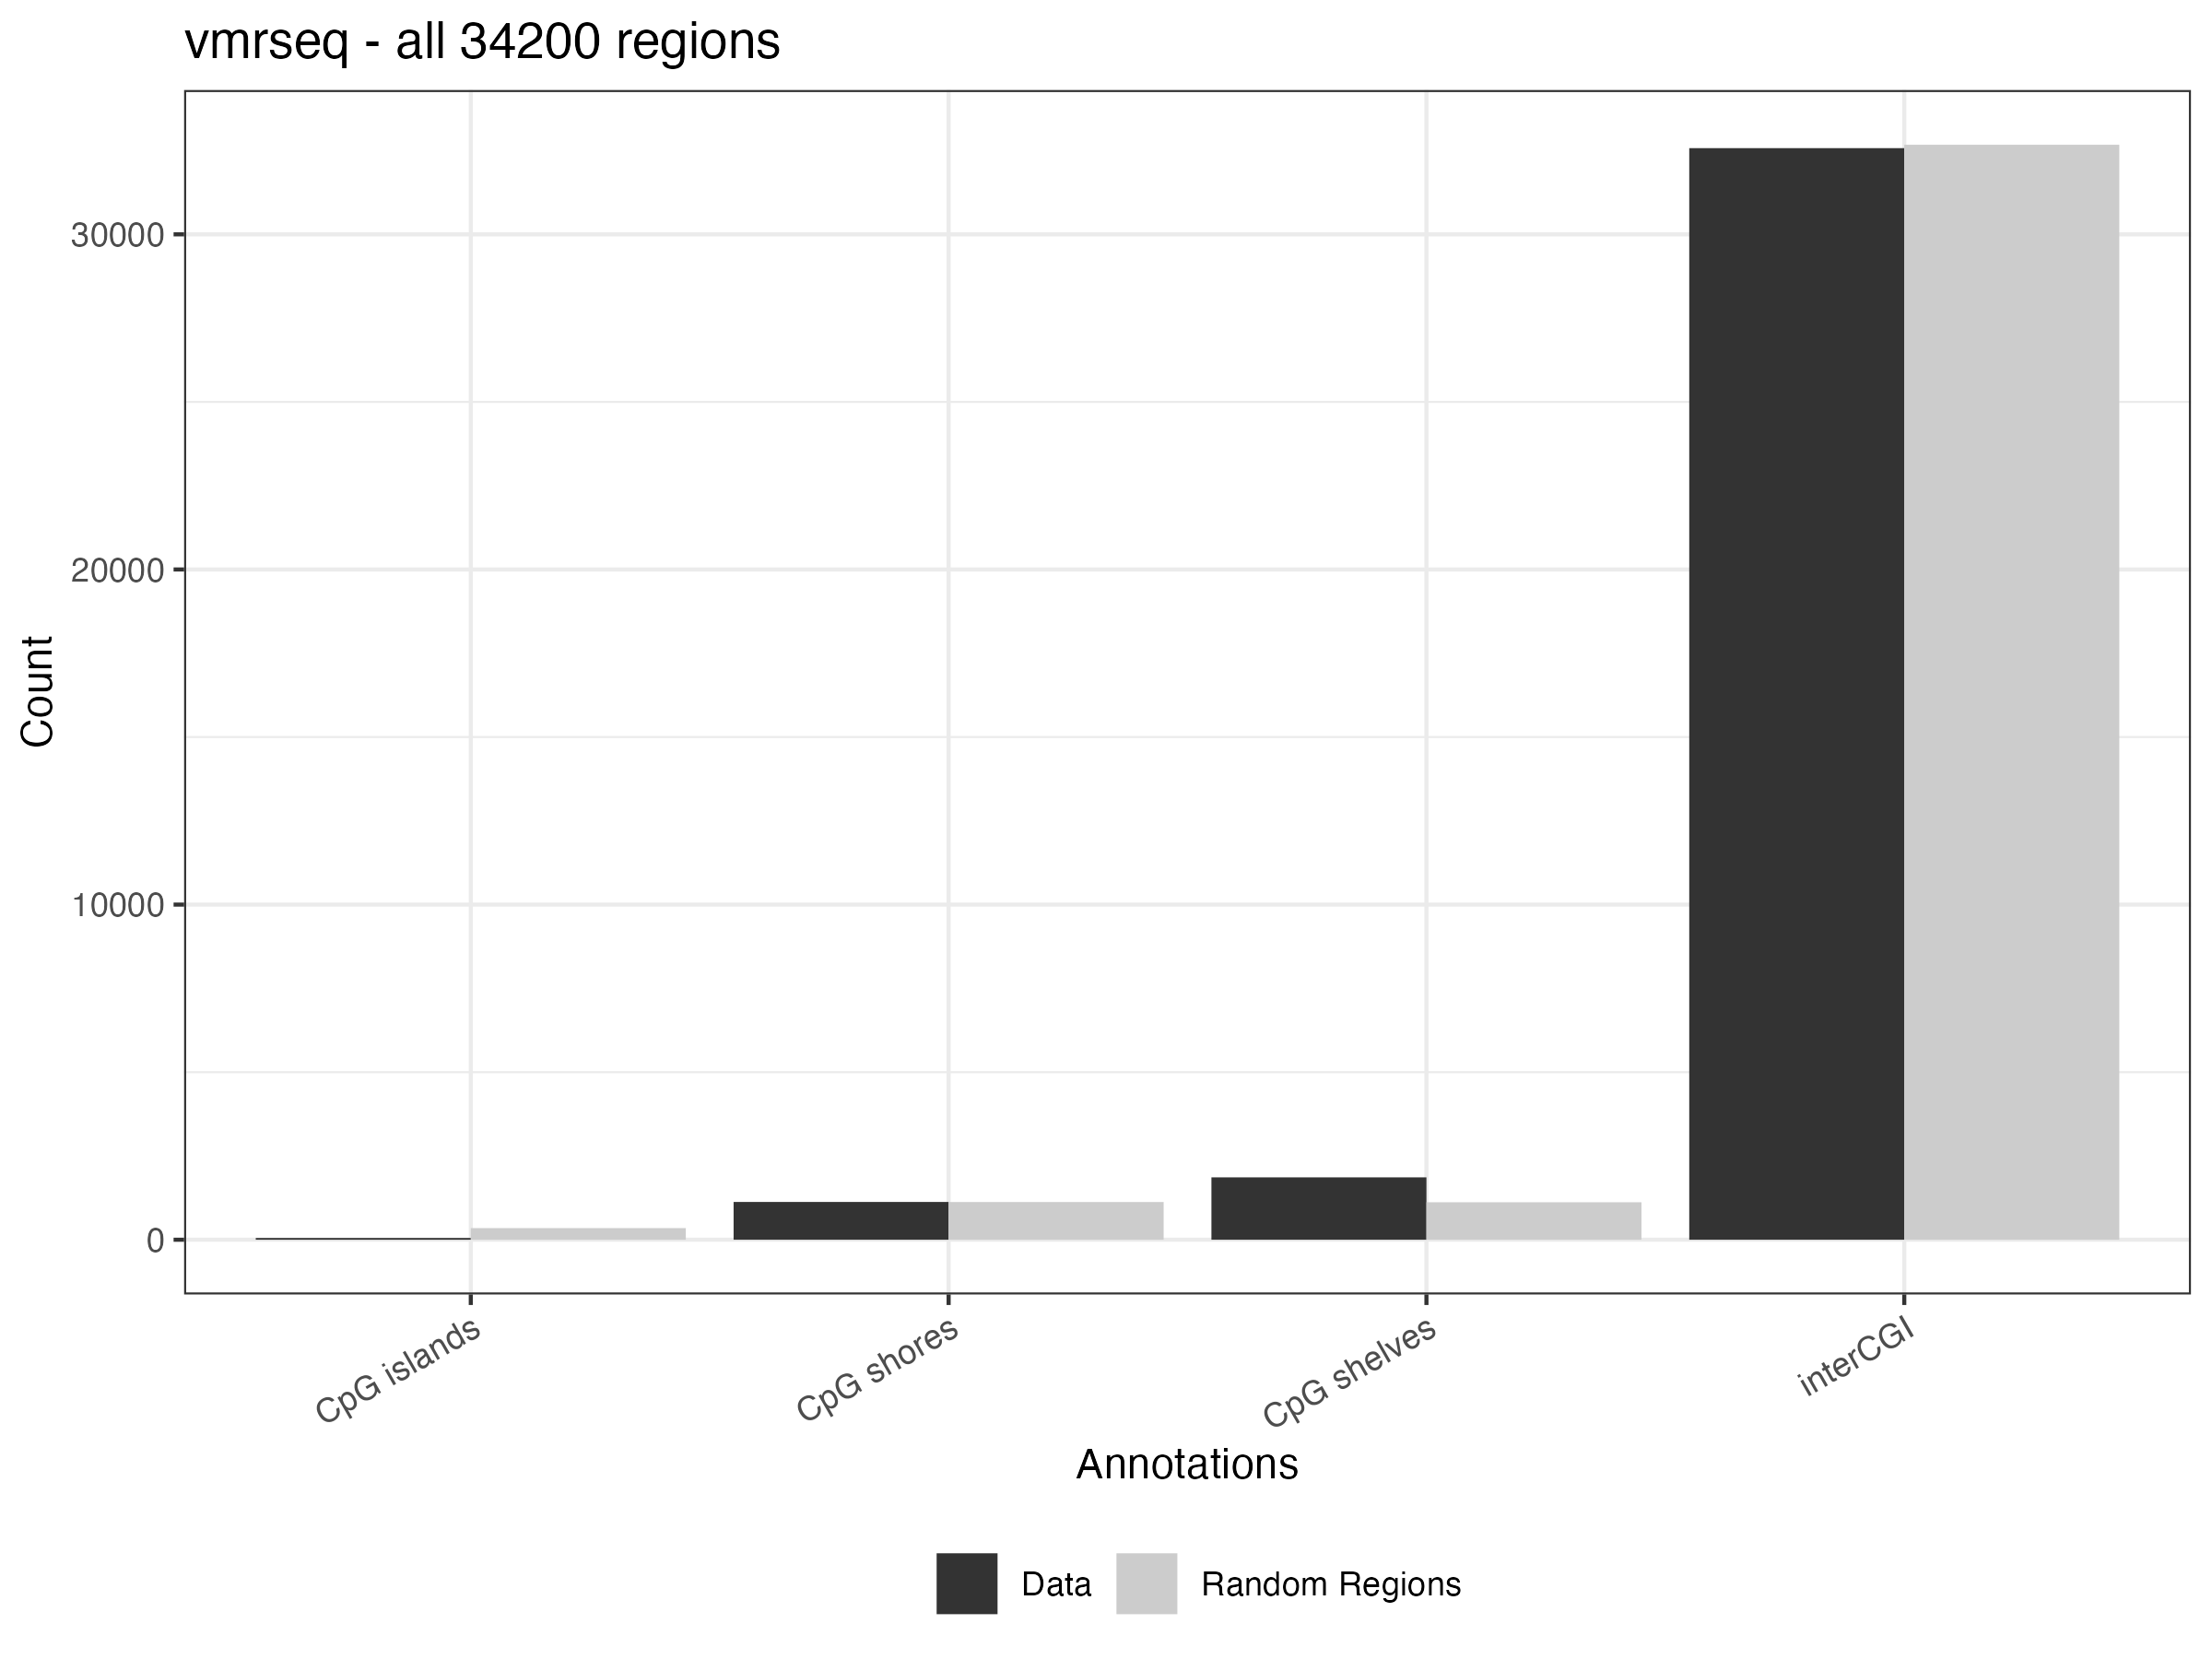 vmrseq - all 34200 regions
Count
30000
20000
10000
0
CpG islands
CpG shores
CpG shelves
interCGI
Annotations
Data
Random Regions